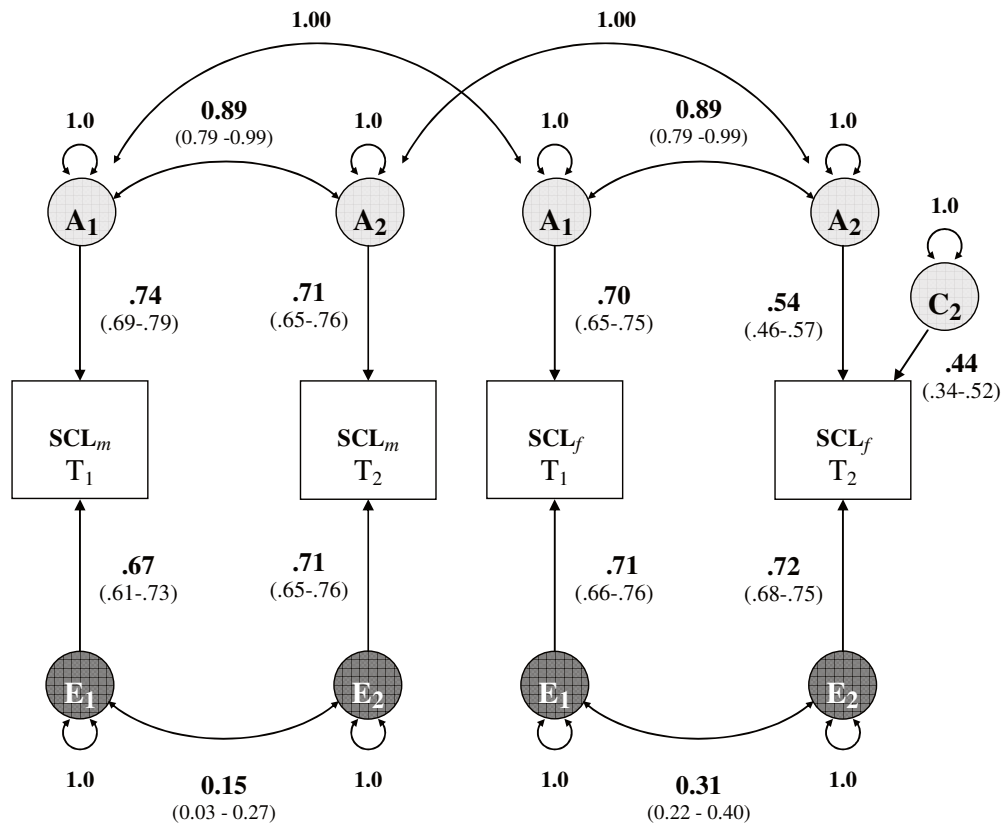 1.00 1.00
1.0 0.89 1.0 1.0 0.89 1.0
(0.79 -0.99) (0.79 -0.99)
A1 A2 A1 A2
1.0
C2
.74 .71 .70 .54
(.69-.79) (.65-.76) (.65-.75) (.46-.57)
.44
(.34-.52)
SCLm SCLm SCLf SCLf
T1 T2 T1 T2
.67 .71 .71 .72
(.61-.73) (.65-.76) (.66-.76) (.68-.75)
E1 E2 E1 E2
1.0 0.15 1.0 1.0 0.31 1.0
(0.03 - 0.27) (0.22 - 0.40)